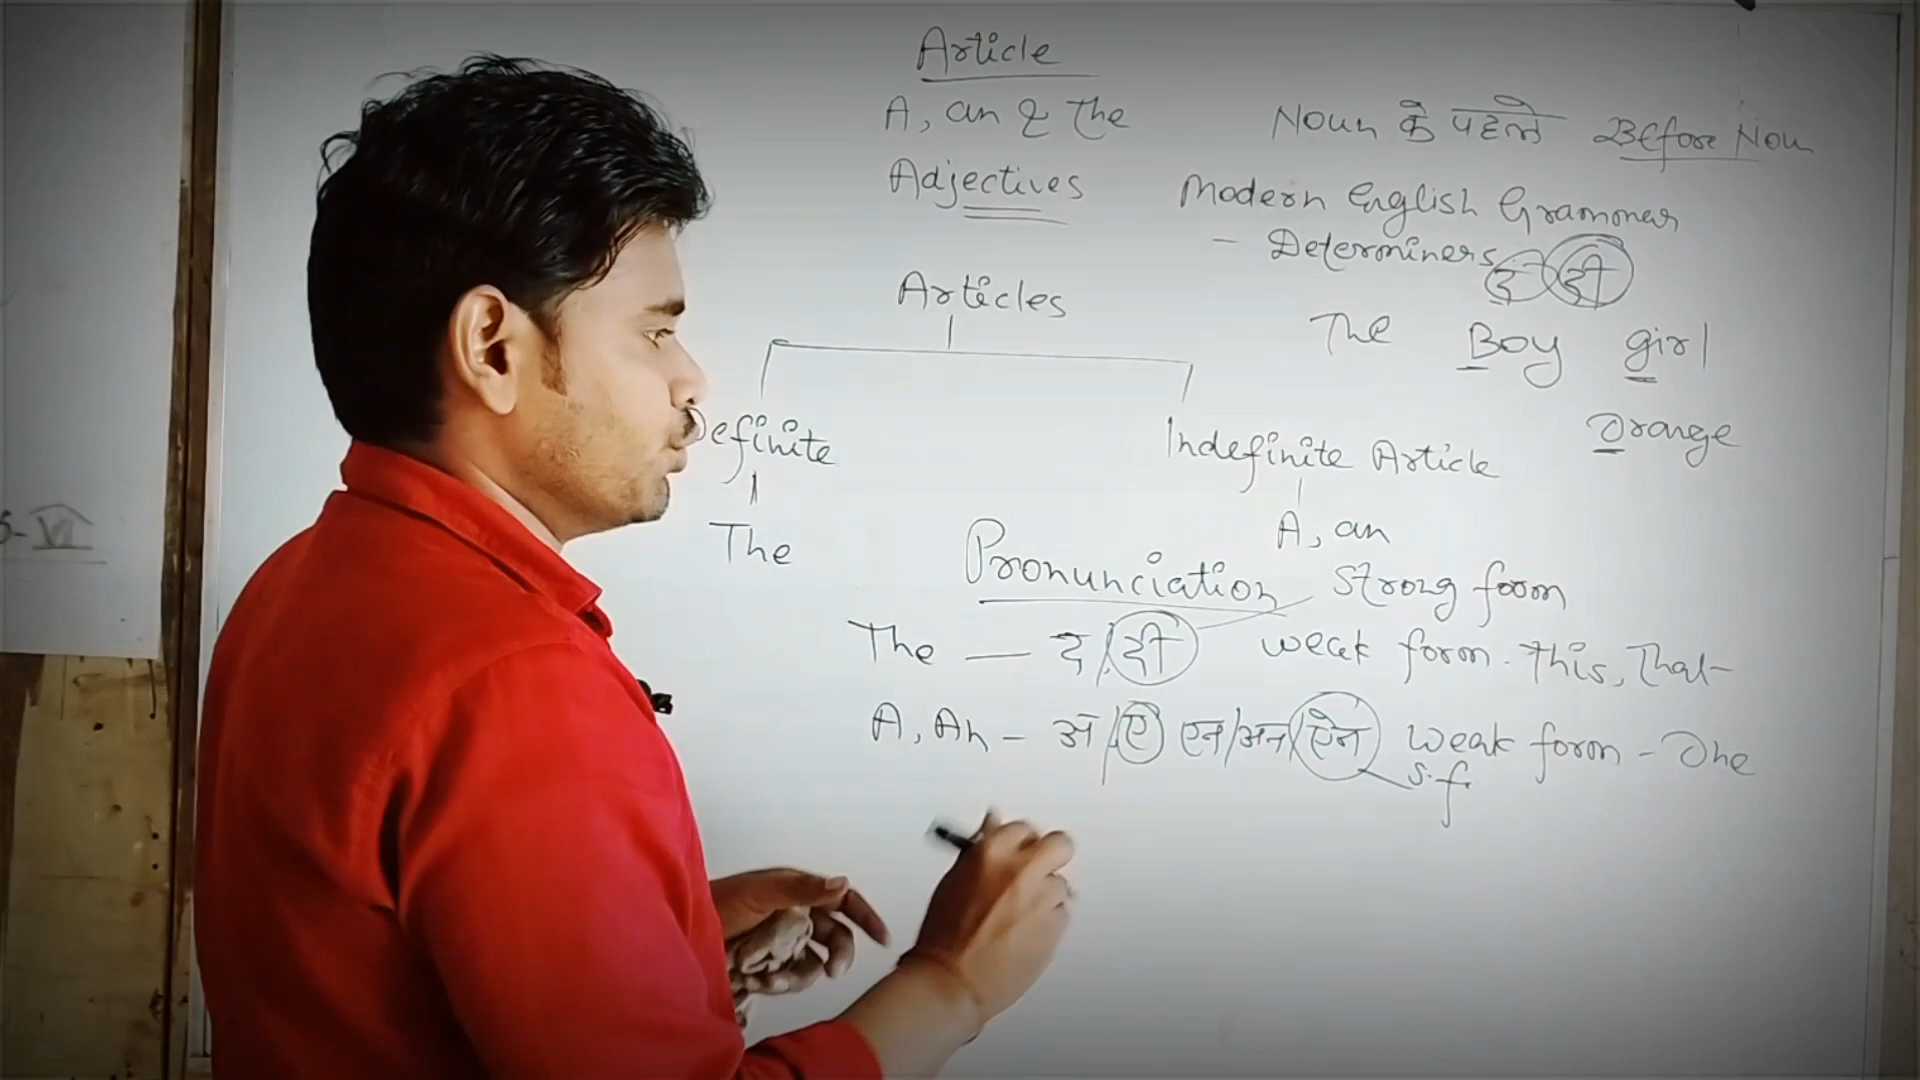 Article
A, an & The
Noun के पहले Before Noun
Adjectives
Modern English Grammar
- Determiners
द दी
Articles
The Boy girl
Orange
Definite
Indefinite Article
The
A, an
Pronunciation
Strong form
The — द/दी weak form. This, That
A, An - अ/ए एन/अन/ऐन weak form - One
S.f.
VI